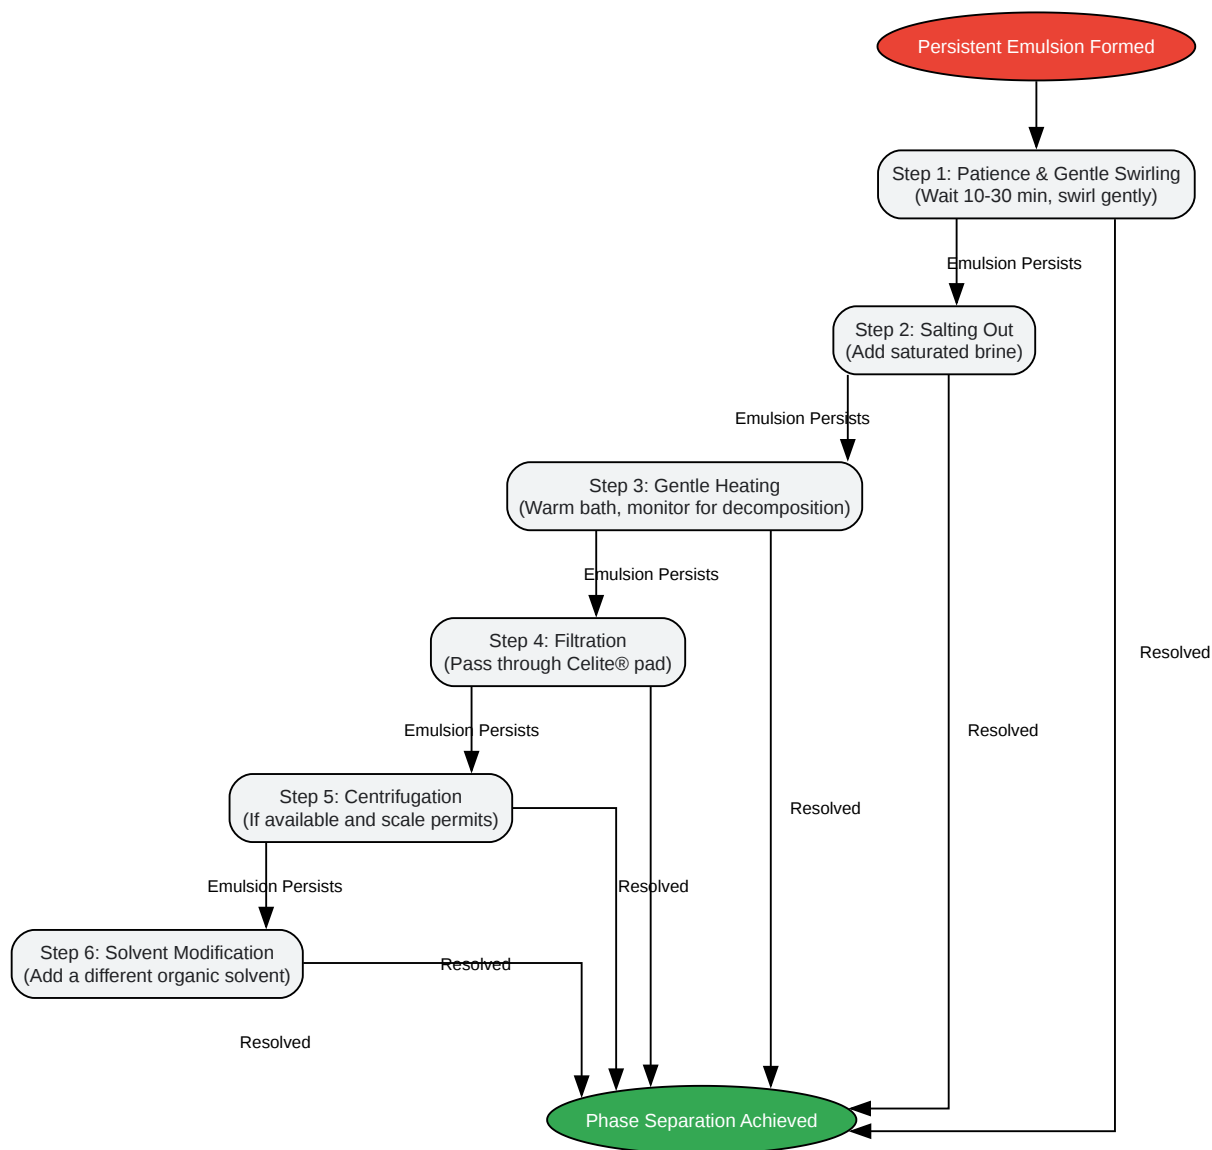 Persistent Emulsion Formed
Step 1: Patience & Gentle Swirling
(Wait 10-30 min, swirl gently)
Emulsion Persists
Step 2: Salting Out
(Add saturated brine)
Emulsion Persists
Step 3: Gentle Heating
(Warm bath, monitor for decomposition)
Emulsion Persists
Step 4: Filtration
(Pass through Celite® pad)
Resolved
Emulsion Persists
Resolved
Step 5: Centrifugation
(If available and scale permits)
Resolved
Emulsion Persists
Resolved
Step 6: Solvent Modification
(Add a different organic solvent)
Resolved
Resolved
Phase Separation Achieved